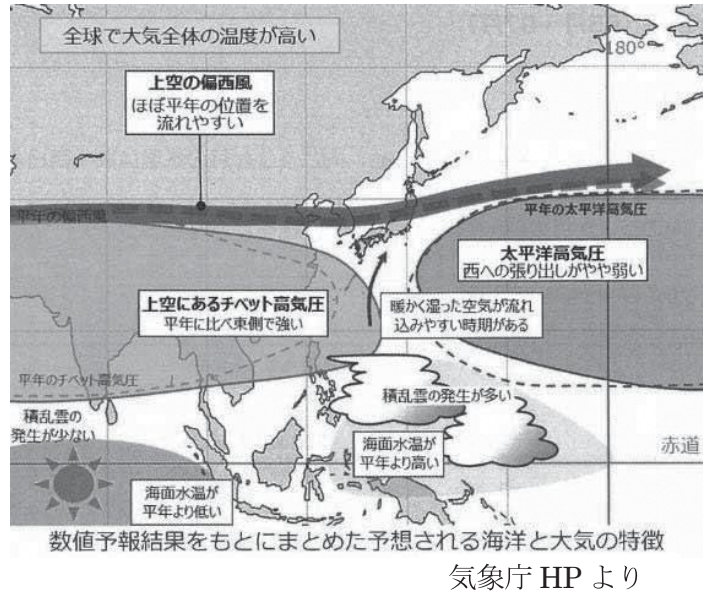 全球で大気全体の温度が高い
180°
上空の偏西風
ほぼ平年の位置を
流れやすい
平年の偏西風
平年の太平洋高気圧
太平洋高気圧
西への張り出しがやや弱い
上空にあるチベット高気圧
平年に比べ東側で強い
暖かく湿った空気が流れ
込みやすい時期がある
平年のチベット高気圧
積乱雲の発生が多い
積乱雲の
発生が少ない
海面水温が
平年より高い
赤道
海面水温が
平年より低い
数値予報結果をもとにまとめた予想される海洋と大気の特徴
気象庁 HP より